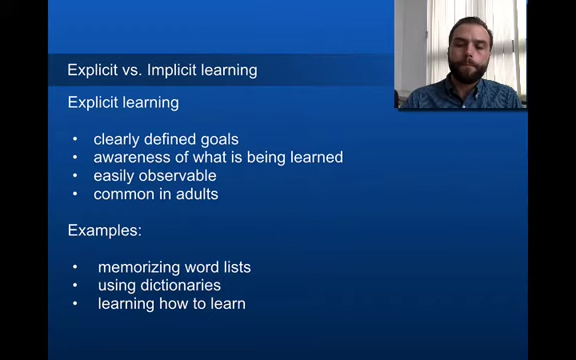 Explicit vs. Implicit learning
Explicit learning
• clearly defined goals
• awareness of what is being learned
• easily observable
• common in adults
Examples:
• memorizing word lists
• using dictionaries
• learning how to learn